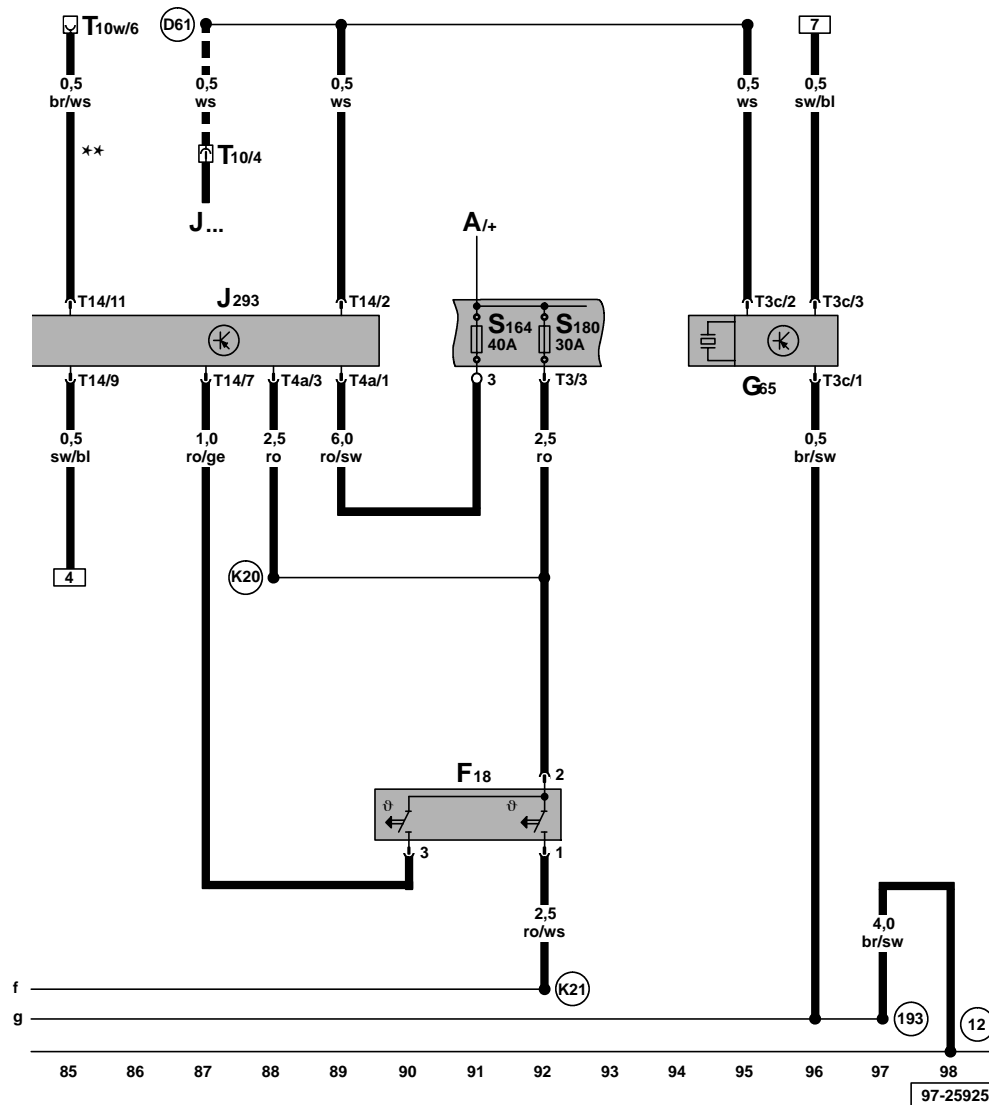 T10w/6 D61 7
0,5 0,5 0,5 0,5 0,5
br/ws ws ws ws sw/bl
** T10/4
J... A/+
T14/11 J293 T14/2 T3c/2 T3c/3
S164 S180
40A 30A
T14/9 T14/7 T4a/3 T4a/1 3 T3/3 G65 T3c/1
0,5 1,0 2,5 6,0 2,5 0,5
sw/bl ro/ge ro ro/sw ro br/sw
4 K20
F18 2
ϑ ϑ
3 1
2,5 4,0
ro/ws br/sw
f K21
g 193 12
85 86 87 88 89 90 91 92 93 94 95 96 97 98
97-25925